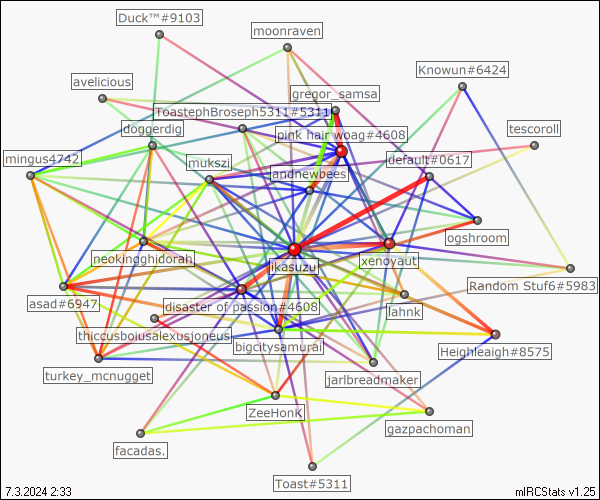 Duck™#9103
moonraven
Knowun#6424
avelicious
gregor_samsa
ToastephBroseph5311#5311
doggerdig
pink hair woag#4608
tescoroll
mingus4742
mukszi
default#0617
andnewbees
ogshroom
neokingghidorah
ikasuzui
xenoyaut
Random Stuf6#5983
asad#6947
disaster of passion#4608
lahnk
thiccusboiusalexusjoneus
bigcitysamurai
Heighleaigh#8575
turkey_mcnugget
jarlbreadmaker
ZeeHonK
gazpachoman
facadas.
Toast#5311
7.3.2024 2:33
mIRCStats v1.25